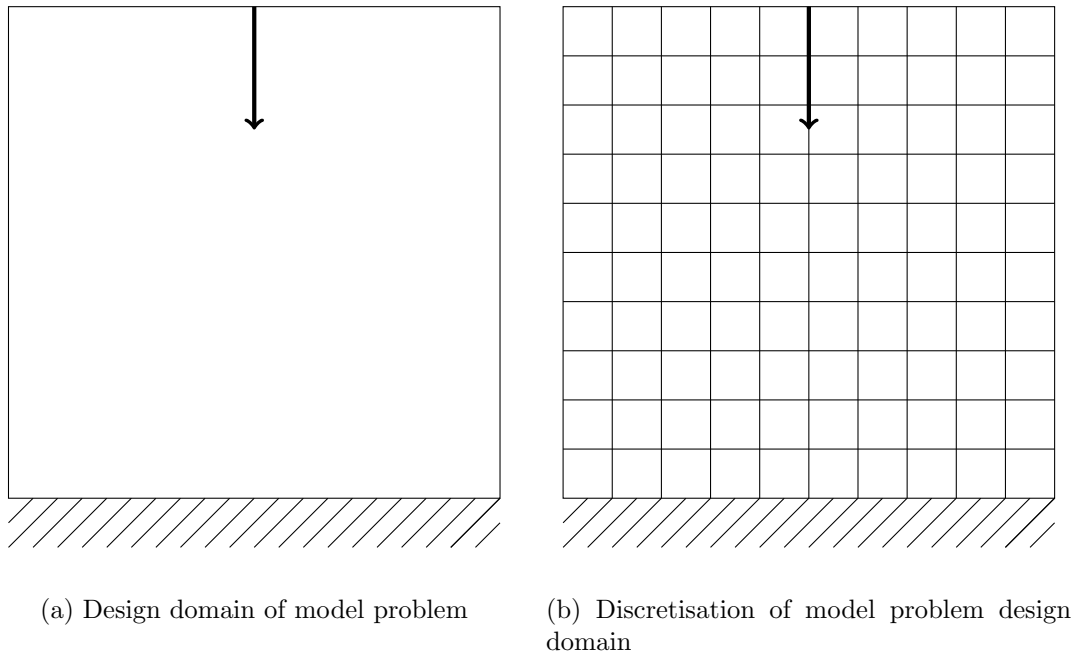 (a) Design domain of model problem
(b) Discretisation of model problem design
domain